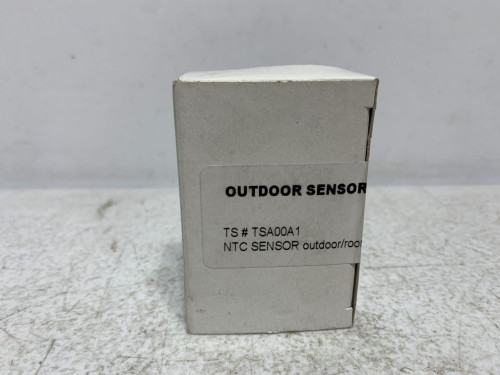 OUTDOOR SENSOR
TS # TSA00A1
NTC SENSOR outdoor/roo